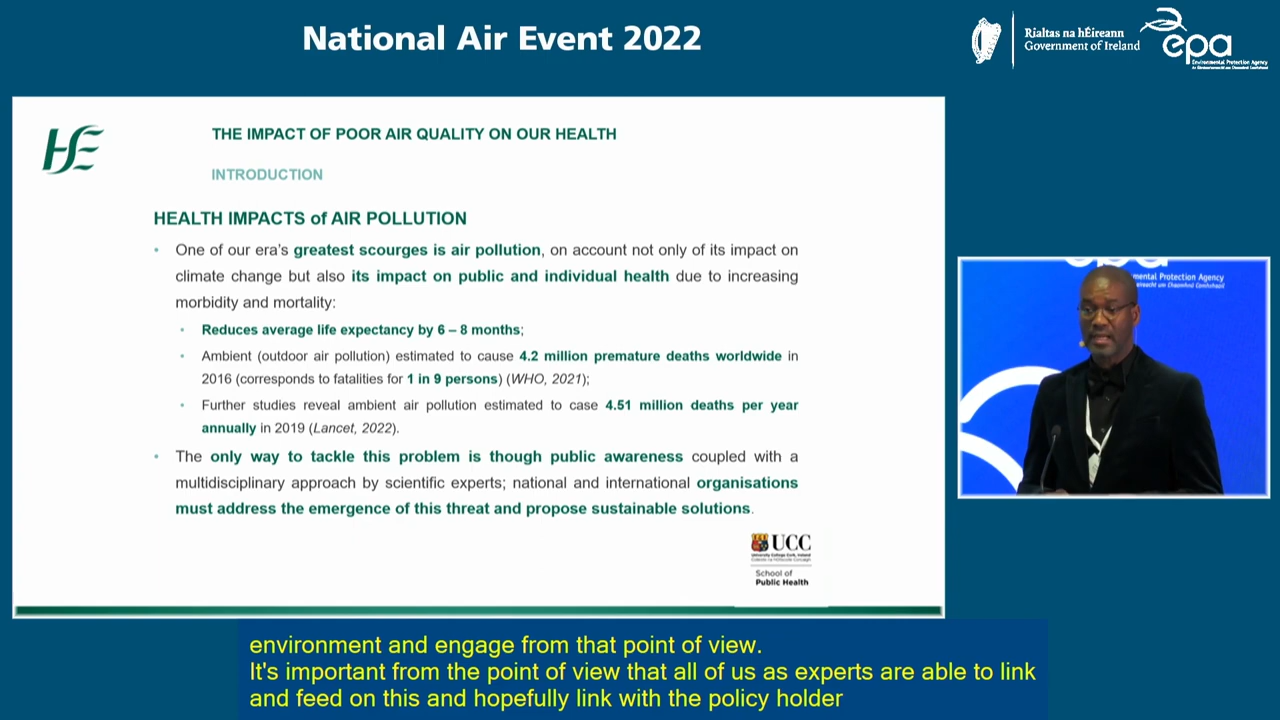 National Air Event 2022
Rialtas na hÉireann
Government of Ireland
epa
Environmental Protection Agency
HE
THE IMPACT OF POOR AIR QUALITY ON OUR HEALTH
INTRODUCTION
HEALTH IMPACTS of AIR POLLUTION
• One of our era's greatest scourges is air pollution, on account not only of its impact on
climate change but also its impact on public and individual health due to increasing
morbidity and mortality:
• Reduces average life expectancy by 6 – 8 months;
• Ambient (outdoor air pollution) estimated to cause 4.2 million premature deaths worldwide in
2016 (corresponds to fatalities for 1 in 9 persons) (WHO, 2021);
• Further studies reveal ambient air pollution estimated to case 4.51 million deaths per year
annually in 2019 (Lancet, 2022).
• The only way to tackle this problem is though public awareness coupled with a
multidisciplinary approach by scientific experts; national and international organisations
must address the emergence of this threat and propose sustainable solutions.
UCC
University College Cork, Ireland
School of
Public Health
epa
mental Protection Agency
environment and engage from that point of view.
It's important from the point of view that all of us as experts are able to link
and feed on this and hopefully link with the policy holder